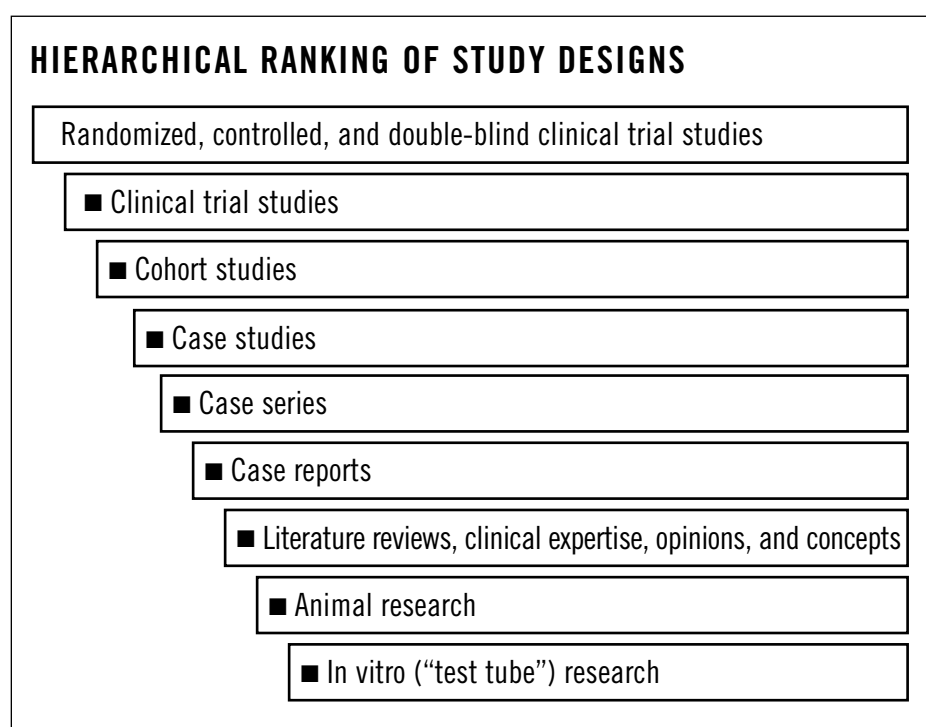 HIERARCHICAL RANKING OF STUDY DESIGNS
Randomized, controlled, and double-blind clinical trial studies
■ Clinical trial studies
■ Cohort studies
■ Case studies
■ Case series
■ Case reports
■ Literature reviews, clinical expertise, opinions, and concepts
■ Animal research
■ In vitro (“test tube”) research